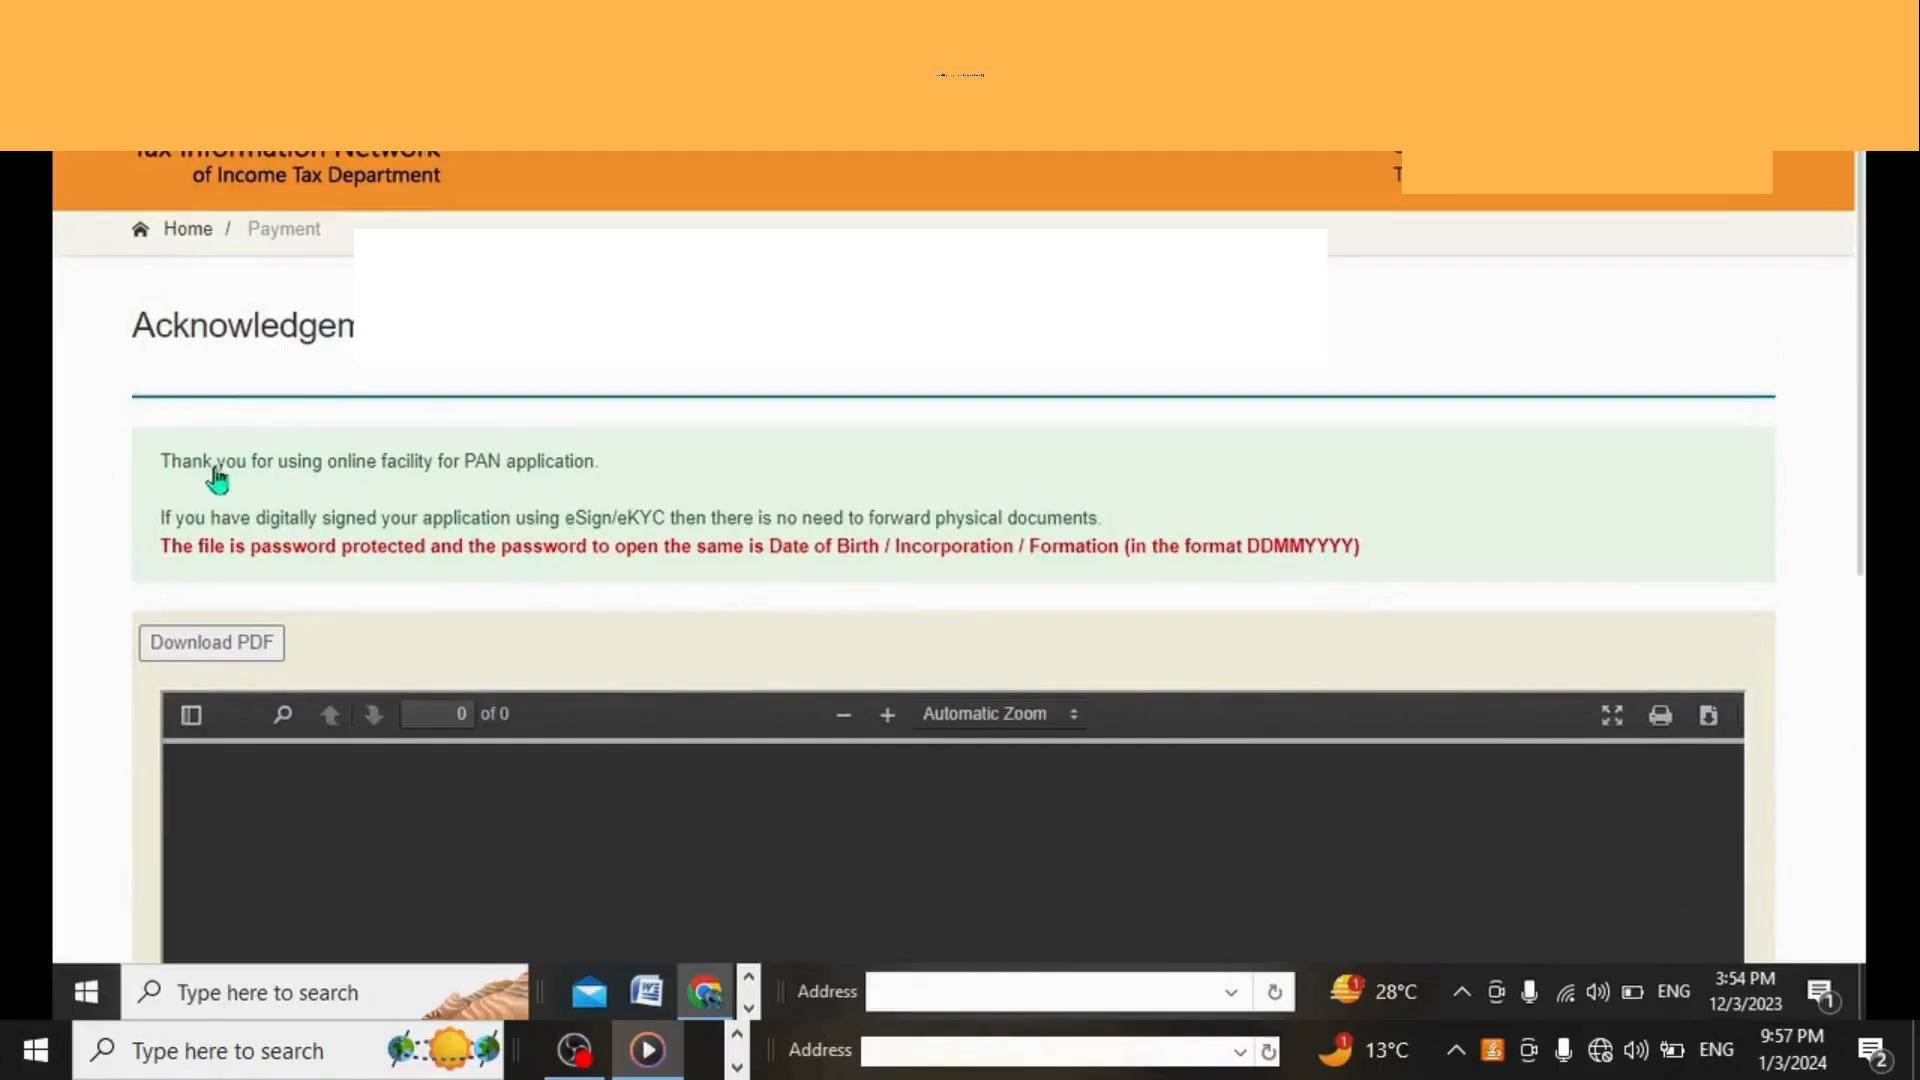 of Income Tax Department
Home / Payment
Acknowledgem
Thank you for using online facility for PAN application.
If you have digitally signed your application using eSign/eKYC then there is no need to forward physical documents.
The file is password protected and the password to open the same is Date of Birth / Incorporation / Formation (in the format DDMMYYYY)
Download PDF
0 of 0
Automatic Zoom
Type here to search
Address
28°C
ENG
3:54 PM
12/3/2023
1
Type here to search
Address
13°C
ENG
9:57 PM
1/3/2024
2